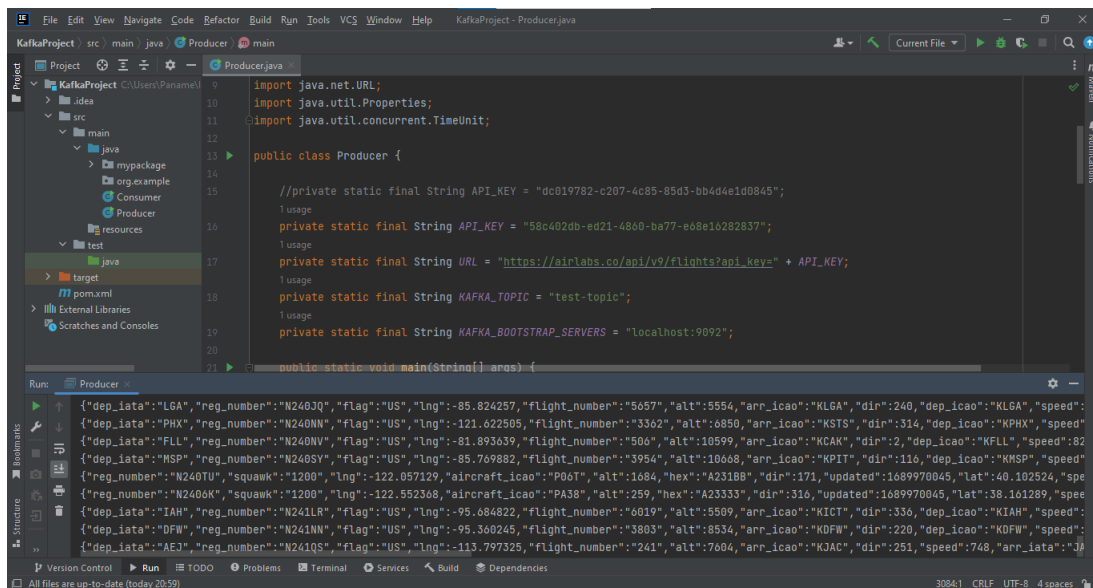 File Edit View Navigate Code Refactor Build Run Tools VCS Window Help KafkaProject - Producer.java
KafkaProject src main java Producer main Current File
Project Producer.java
Project
KafkaProject C:\Users\Paname\I
.idea
src
main
java
mypackage
org.example
Consumer
Producer
resources
test
java
target
pom.xml
External Libraries
Scratches and Consoles
9 import java.net.URL;
10 import java.util.Properties;
11 import java.util.concurrent.TimeUnit;
12
13 public class Producer {
14
15 //private static final String API_KEY = "dc019782-c207-4c85-85d3-bb4d4e1d0845";
1 usage
16 private static final String API_KEY = "58c402db-ed21-4860-ba77-e68e16282837";
1 usage
17 private static final String URL = "https://airlabs.co/api/v9/flights?api_key=" + API_KEY;
1 usage
18 private static final String KAFKA_TOPIC = "test-topic";
1 usage
19 private static final String KAFKA_BOOTSTRAP_SERVERS = "localhost:9092";
20
21 public static void main(String[] args) {
Notifications
Run: Producer
{"dep_iata":"LGA","reg_number":"N240JQ","flag":"US","lng":-85.824257,"flight_number":"5657","alt":5554,"arr_icao":"KLGA","dir":240,"dep_icao":"KLGA","speed":
{"dep_iata":"PHX","reg_number":"N240NN","flag":"US","lng":-121.622505,"flight_number":"3362","alt":6850,"arr_icao":"KSTS","dir":314,"dep_icao":"KPHX","speed"
{"dep_iata":"FLL","reg_number":"N240NV","flag":"US","lng":-81.893639,"flight_number":"506","alt":10599,"arr_icao":"KCAK","dir":2,"dep_icao":"KFLL","speed":82
{"dep_iata":"MSP","reg_number":"N240SY","flag":"US","lng":-85.769882,"flight_number":"3954","alt":10668,"arr_icao":"KPIT","dir":116,"dep_icao":"KMSP","speed"
{"reg_number":"N240TU","squawk":"1200","lng":-122.057129,"aircraft_icao":"P06T","alt":1684,"hex":"A231BB","dir":171,"updated":1689970045,"lat":40.102524,"spe
{"reg_number":"N2406K","squawk":"1200","lng":-122.552368,"aircraft_icao":"PA38","alt":259,"hex":"A23333","dir":316,"updated":1689970045,"lat":38.161289,"spee
{"dep_iata":"IAH","reg_number":"N241LR","flag":"US","lng":-95.684822,"flight_number":"6019","alt":5509,"arr_icao":"KICT","dir":336,"dep_icao":"KIAH","speed":
{"dep_iata":"DFW","reg_number":"N241NN","flag":"US","lng":-95.360245,"flight_number":"3803","alt":8534,"arr_icao":"KDFW","dir":220,"dep_icao":"KDFW","speed":
{"dep_iata":"AEJ","reg_number":"N241QS","flag":"US","lng":-113.797325,"flight_number":"241","alt":7604,"arr_icao":"KJAC","dir":251,"speed":748,"arr_iata":"JA
Bookmarks
Structure
Version Control Run TODO Problems Terminal Services Build Dependencies
All files are up-to-date (today 20:59) 3084:1 CRLF UTF-8 4 spaces